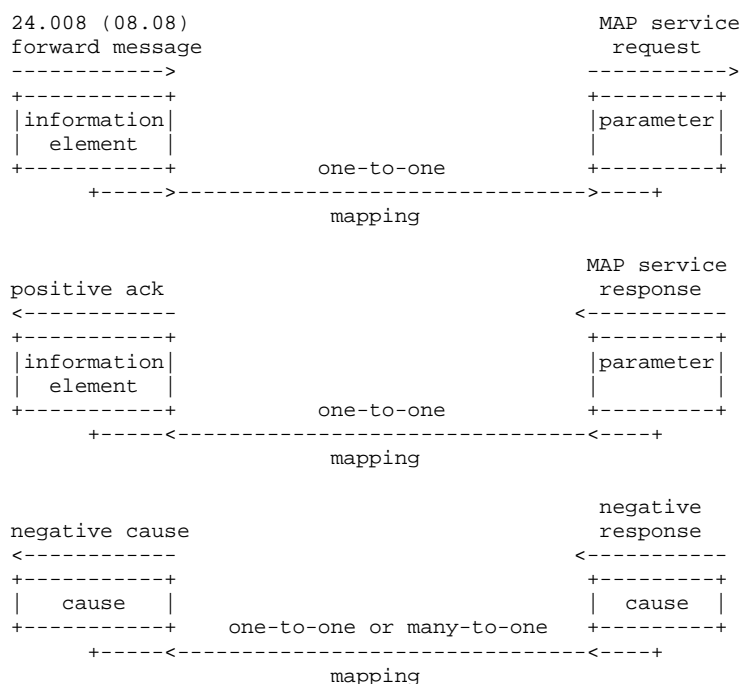 24.008 (08.08) MAP service
forward message request
------------> ----------->
+-----------+ +---------+
|information| |parameter|
| element | | |
+-----------+ one-to-one +---------+
+----->-------------------------------->----+
mapping
MAP service
positive ack response
<------------ <-----------
+-----------+ +---------+
|information| |parameter|
| element | | |
+-----------+ one-to-one +---------+
+-----<--------------------------------<----+
mapping
negative
negative cause response
<------------ <-----------
+-----------+ +---------+
| cause | | cause |
+-----------+ one-to-one or many-to-one +---------+
+-----<--------------------------------<----+
mapping